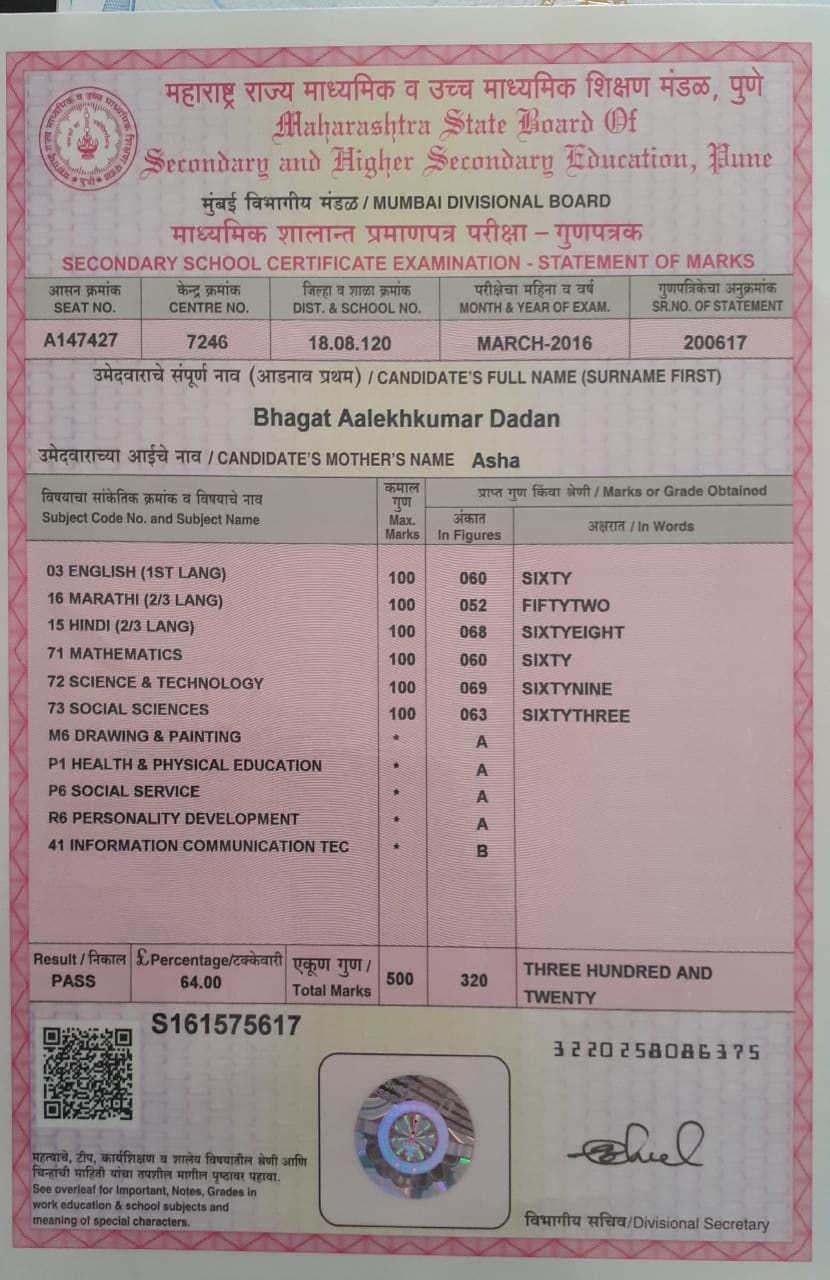 महाराष्ट्र राज्य माध्यमिक व उच्च माध्यमिक शिक्षण मंडळ, पुणे
Maharashtra State Board Of
Secondary and Higher Secondary Education, Pune
मुंबई विभागीय मंडळ / MUMBAI DIVISIONAL BOARD
माध्यमिक शालान्त प्रमाणपत्र परीक्षा – गुणपत्रक
SECONDARY SCHOOL CERTIFICATE EXAMINATION - STATEMENT OF MARKS
आसन क्रमांक केन्द्र क्रमांक जिल्हा व शाळा क्रमांक परीक्षेचा महिना व वर्ष गुणपत्रिकेचा अनुक्रमांक
SEAT NO. CENTRE NO. DIST. & SCHOOL NO. MONTH & YEAR OF EXAM. SR.NO. OF STATEMENT
A147427 7246 18.08.120 MARCH-2016 200617
उमेदवाराचे संपूर्ण नाव (आडनाव प्रथम) / CANDIDATE'S FULL NAME (SURNAME FIRST)
Bhagat Aalekhkumar Dadan
उमेदवाराच्या आईचे नाव / CANDIDATE'S MOTHER'S NAME Asha
विषयाचा सांकेतिक क्रमांक व विषयाचे नाव
Subject Code No. and Subject Name
कमाल
गुण
Max.
Marks
प्राप्त गुण किंवा श्रेणी / Marks or Grade Obtained
अंकात
In Figures
अक्षरात / In Words
03 ENGLISH (1ST LANG) 100 060 SIXTY
16 MARATHI (2/3 LANG) 100 052 FIFTYTWO
15 HINDI (2/3 LANG) 100 068 SIXTYEIGHT
71 MATHEMATICS 100 060 SIXTY
72 SCIENCE & TECHNOLOGY 100 069 SIXTYNINE
73 SOCIAL SCIENCES 100 063 SIXTYTHREE
M6 DRAWING & PAINTING * A
P1 HEALTH & PHYSICAL EDUCATION * A
P6 SOCIAL SERVICE * A
R6 PERSONALITY DEVELOPMENT * A
41 INFORMATION COMMUNICATION TEC * B
Result / निकाल
PASS
£Percentage/टक्केवारी
64.00
एकूण गुण /
Total Marks
500 320
THREE HUNDRED AND
TWENTY
S161575617
3220258086375
महत्वाचे, टीप, कार्यशिक्षण व शालेय विषयातील श्रेणी आणि
चिन्हांची माहिती यांचा तपशील मागील पृष्ठावर पहावा.
See overleaf for Important, Notes, Grades in
work education & school subjects and
meaning of special characters.
विभागीय सचिव/Divisional Secretary